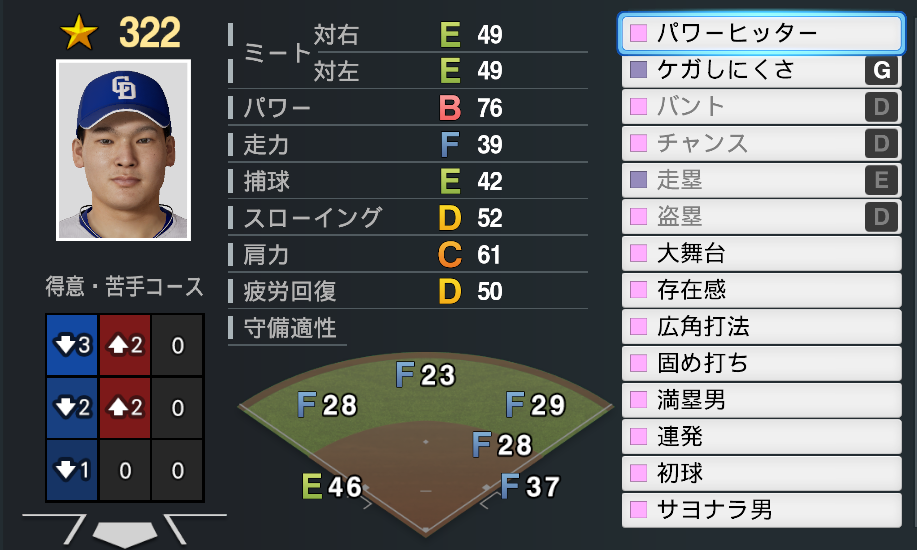 322
CD
ミート 対右 E 49
対左 E 49
パワー B 76
走力 F 39
捕球 E 42
スローイング D 52
肩力 C 61
疲労回復 D 50
守備適性
F 23
F 28
F 29
F 28
E 46
F 37
得意・苦手コース
3 2 0
2 2 0
1 0 0
パワーヒッター
ケガしにくさ G
バント D
チャンス D
走塁 E
盗塁 D
大舞台
存在感
広角打法
固め打ち
満塁男
連発
初球
サヨナラ男